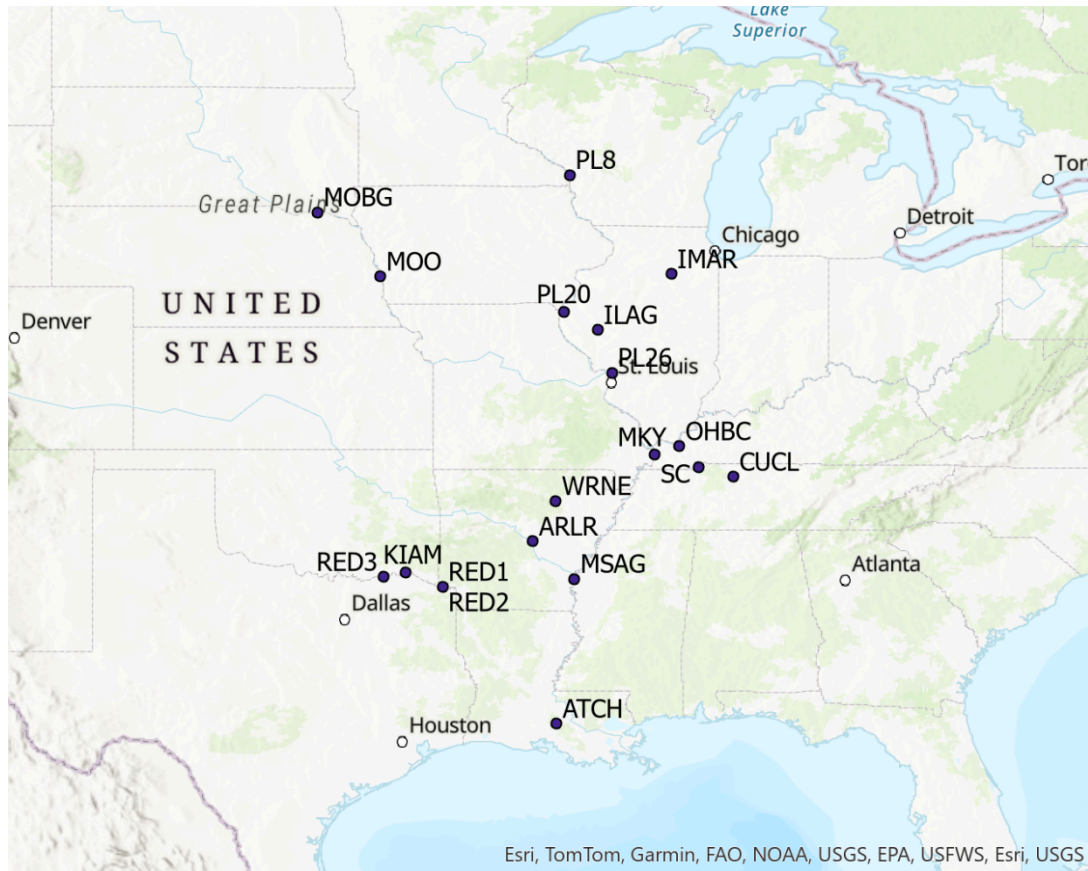 Lake
Superior
PL8
Toro
Great Plains
MOBG
Detroit
Chicago
MOO
IMAR
PL20
UNITED
STATES
Denver
ILAG
PL26
St. Louis
MKY
OHBC
SC
CUCL
WRNE
ARLR
RED3
KIAM
RED1
RED2
MSAG
Atlanta
Dallas
ATCH
Houston
Esri, TomTom, Garmin, FAO, NOAA, USGS, EPA, USFWS, Esri, USGS